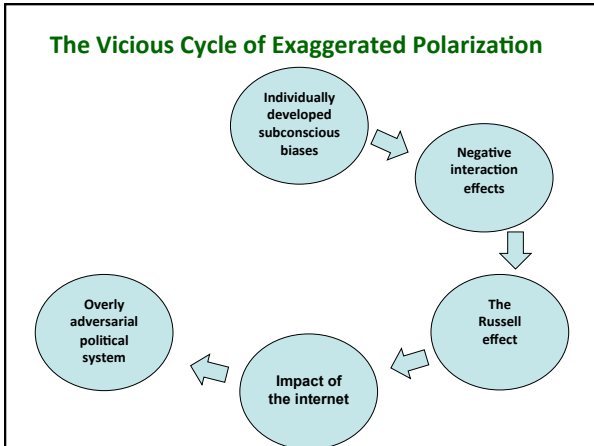 The Vicious Cycle of Exaggerated Polarization
Individually
developed
subconscious
biases
Negative
interaction
effects
The
Russell
effect
Impact of
the internet
Overly
adversarial
political
system